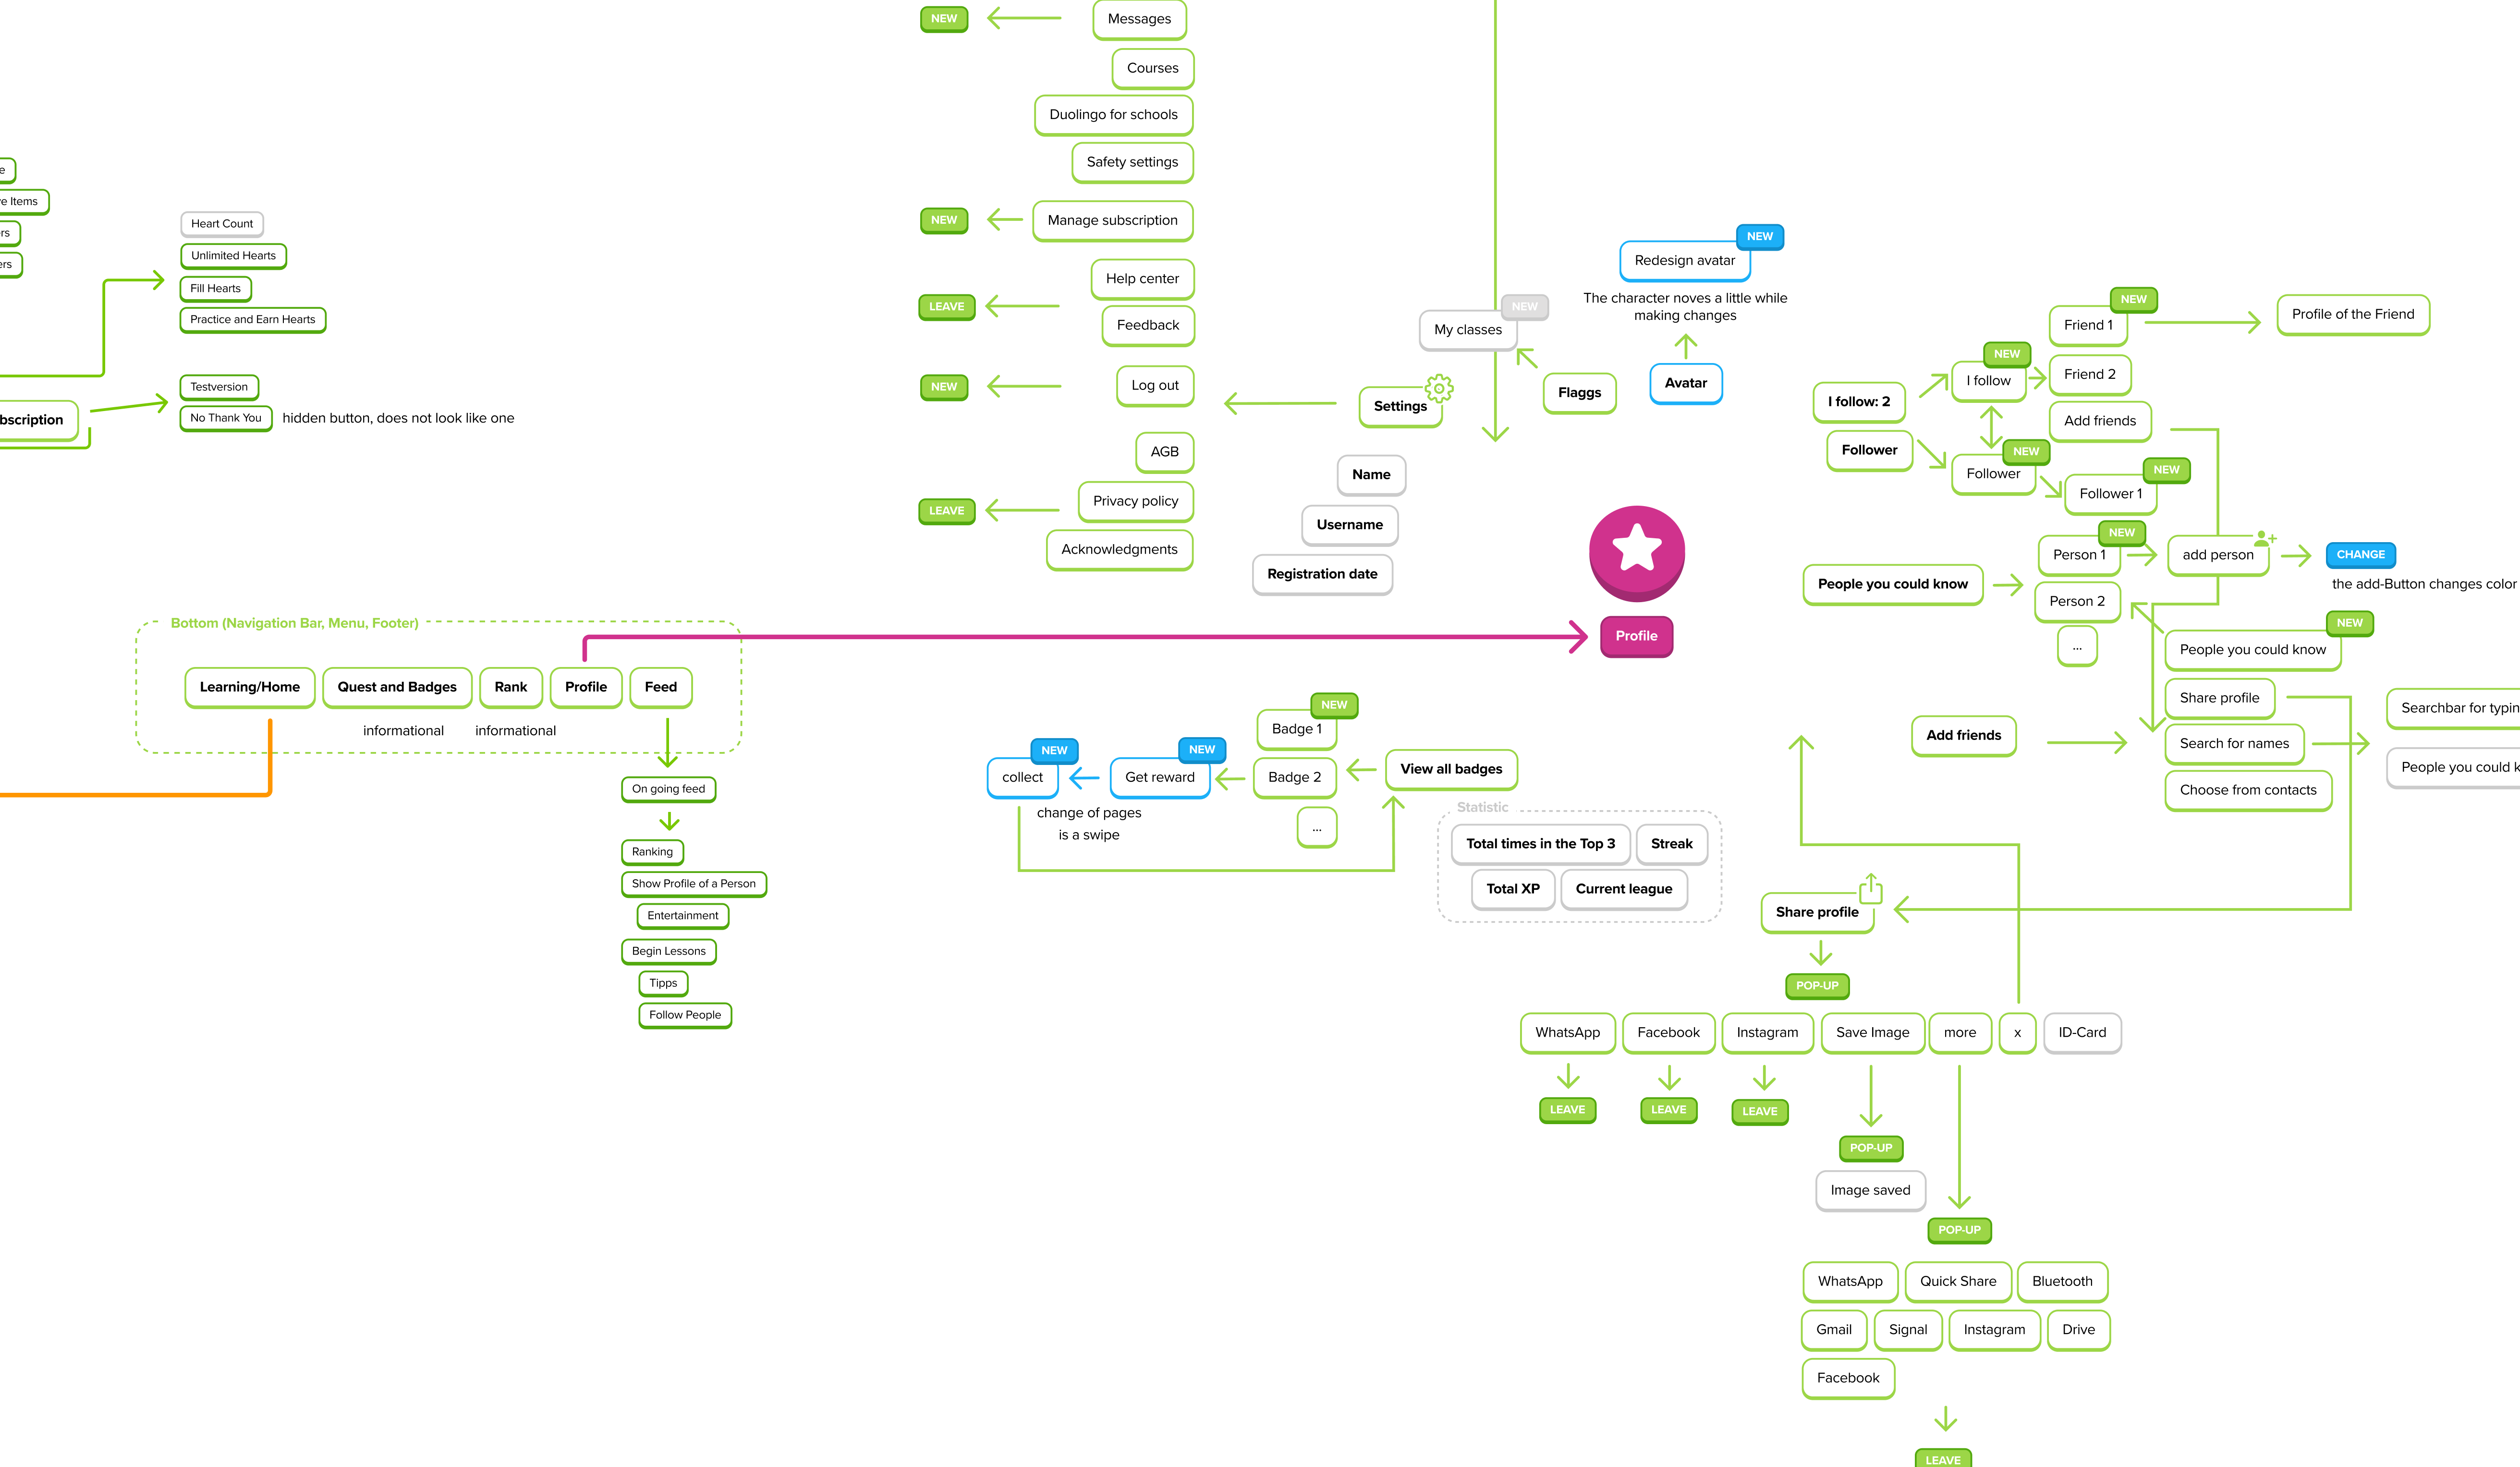 NEW
Messages
Courses
Duolingo for schools
Safety settings
NEW
Manage subscription
Help center
LEAVE
Feedback
NEW
Log out
AGB
LEAVE
Privacy policy
Acknowledgments
e
e Items
rs
ers
Heart Count
Unlimited Hearts
Fill Hearts
Practice and Earn Hearts
Testversion
No Thank You
hidden button, does not look like one
bscription
NEW
Redesign avatar
The character noves a little while
making changes
NEW
My classes
Flaggs
Avatar
Settings
Name
Username
Registration date
NEW
Friend 1
Profile of the Friend
NEW
I follow
Friend 2
I follow: 2
Add friends
Follower
NEW
Follower
NEW
Follower 1
NEW
Person 1
add person
CHANGE
the add-Button changes color
People you could know
Person 2
...
NEW
People you could know
Share profile
Add friends
Search for names
Choose from contacts
Searchbar for typin
People you could k
Bottom (Navigation Bar, Menu, Footer)
Learning/Home
Quest and Badges
Rank
Profile
Feed
informational
informational
Profile
On going feed
Ranking
Show Profile of a Person
Entertainment
Begin Lessons
Tipps
Follow People
NEW
Badge 1
NEW
collect
NEW
Get reward
Badge 2
View all badges
...
change of pages
is a swipe
Statistic
Total times in the Top 3
Streak
Total XP
Current league
Share profile
POP-UP
WhatsApp
Facebook
Instagram
Save Image
more
x
ID-Card
LEAVE
LEAVE
LEAVE
POP-UP
Image saved
POP-UP
WhatsApp
Quick Share
Bluetooth
Gmail
Signal
Instagram
Drive
Facebook
LEAVE